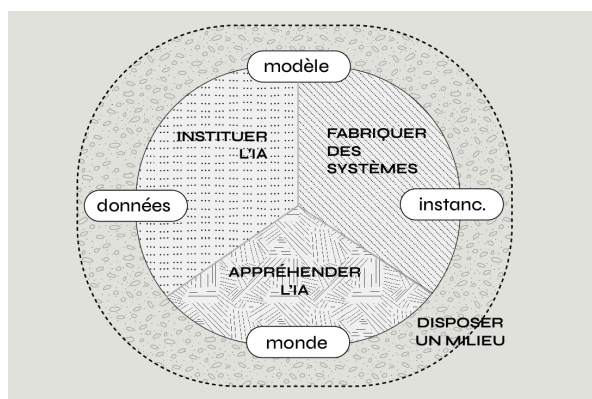 modèle
INSTITUER
L'IA
FABRIQUER
DES
SYSTÈMES
données
instanc.
APPRÉHENDER
L'IA
DISPOSER
UN MILIEU
monde